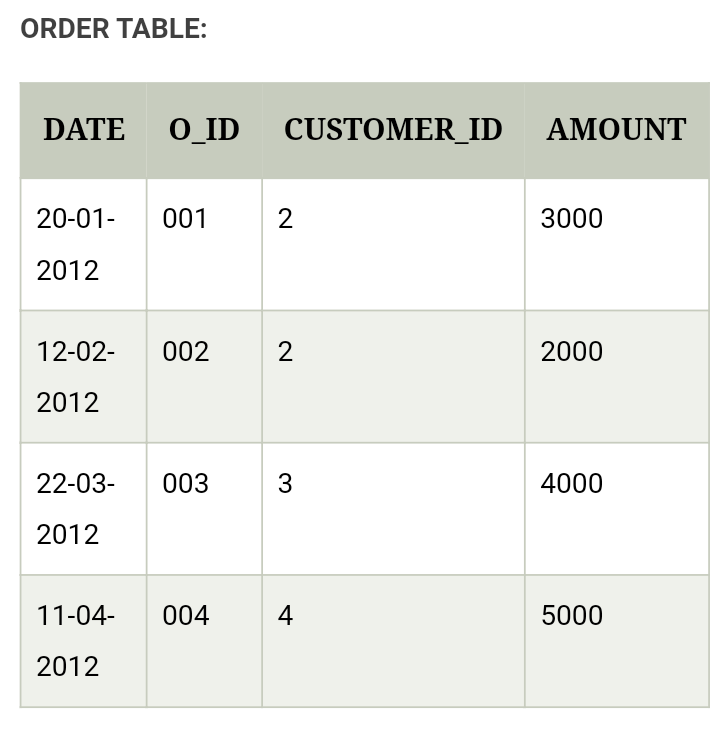 ORDER TABLE:
DATE O_ID CUSTOMER_ID AMOUNT
20-01-2012 001 2 3000
12-02-2012 002 2 2000
22-03-2012 003 3 4000
11-04-2012 004 4 5000